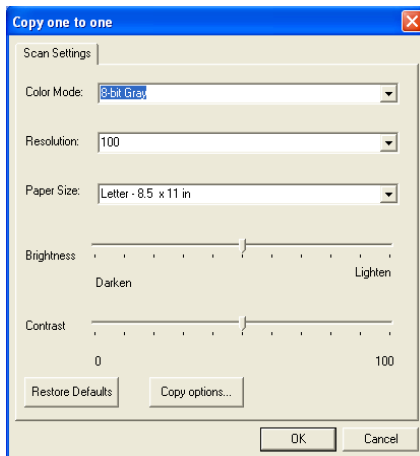 Copy one to one
Scan Settings
Color Mode: 8-bit Gray
Resolution: 100
Paper Size: Letter - 8.5 x 11 in
Brightness
Darken Lighten
Contrast
0 100
Restore Defaults Copy options...
OK Cancel